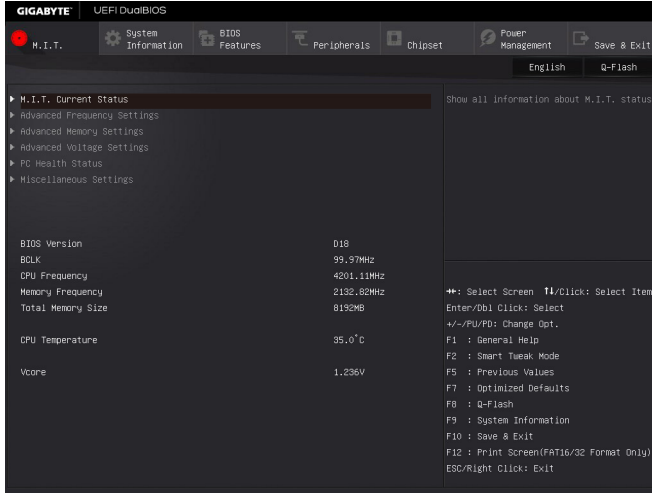 GIGABYTE™ UEFI DualBIOS
M.I.T.
System Information
BIOS Features
Peripherals
Chipset
Power Management
Save & Exit
English Q-Flash
M.I.T. Current Status
Advanced Frequency Settings
Advanced Memory Settings
Advanced Voltage Settings
PC Health Status
Miscellaneous Settings
Show all information about M.I.T. status
BIOS Version D18
BCLK 99.97MHz
CPU Frequency 4201.11MHz
Memory Frequency 2132.82MHz
Total Memory Size 8192MB
CPU Temperature 35.0°C
Vcore 1.236V
→←: Select Screen ↑↓/Click: Select Item
Enter/Dbl Click: Select
+/-/PU/PD: Change Opt.
F1 : General Help
F2 : Smart Tweak Mode
F5 : Previous Values
F7 : Optimized Defaults
F8 : Q-Flash
F9 : System Information
F10 : Save & Exit
F12 : Print Screen(FAT16/32 Format Only)
ESC/Right Click: Exit